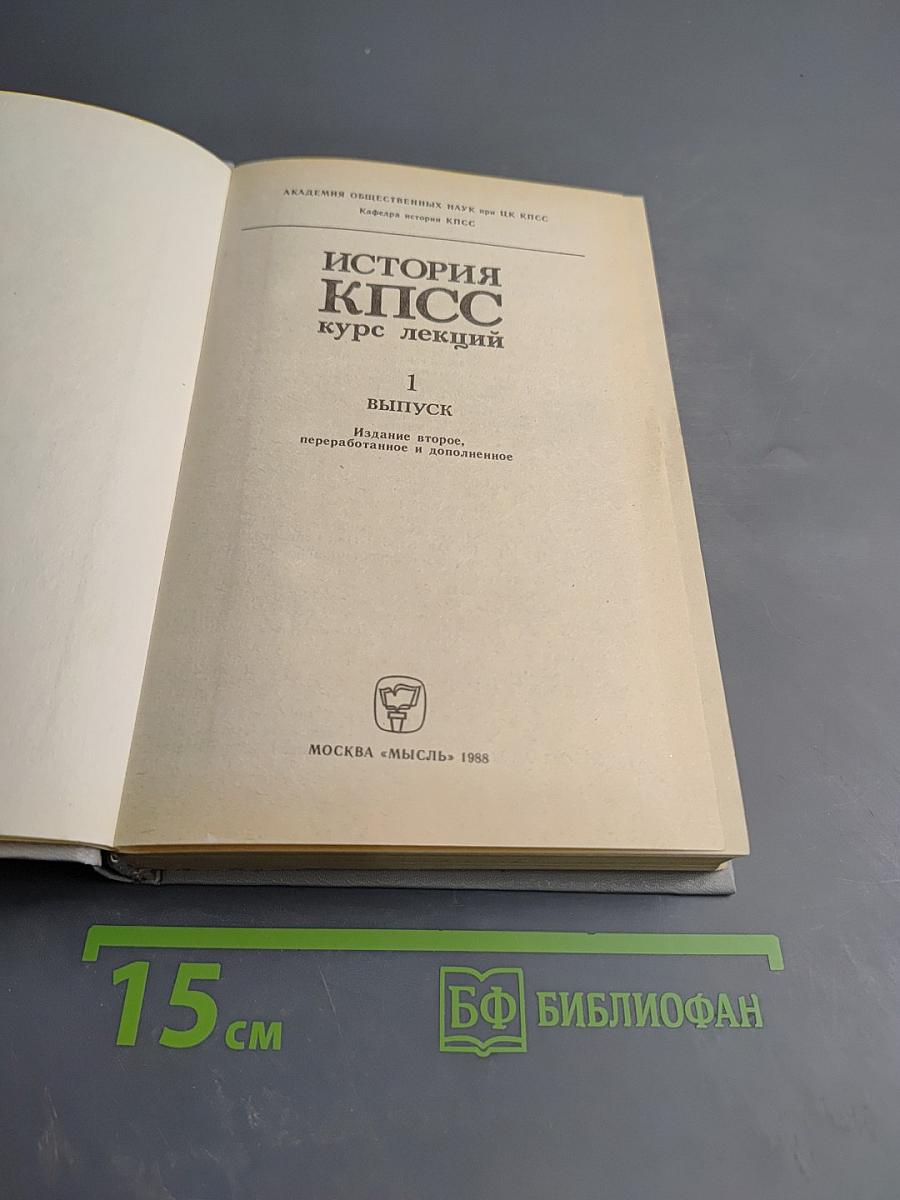 АКАДЕМИЯ ОБЩЕСТВЕННЫХ НАУК при ЦК КПСС
Кафедра истории КПСС
ИСТОРИЯ
КПСС
курс лекций
1
ВЫПУСК
Издание второе,
переработанное и дополненное
МОСКВА «МЫСЛЬ» 1988
15 см
БФ БИБЛИОФАН